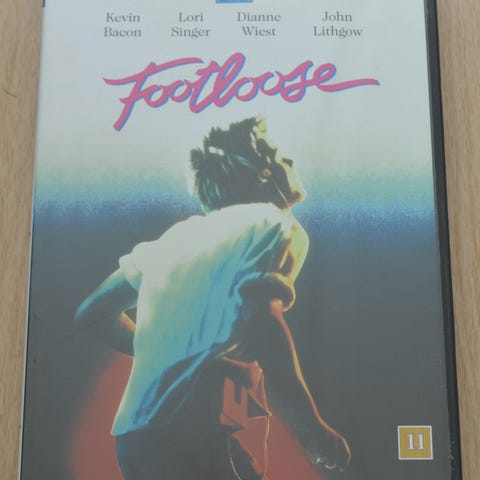 Kevin Bacon
Lori Singer
Dianne Wiest
John Lithgow
Footloose
11